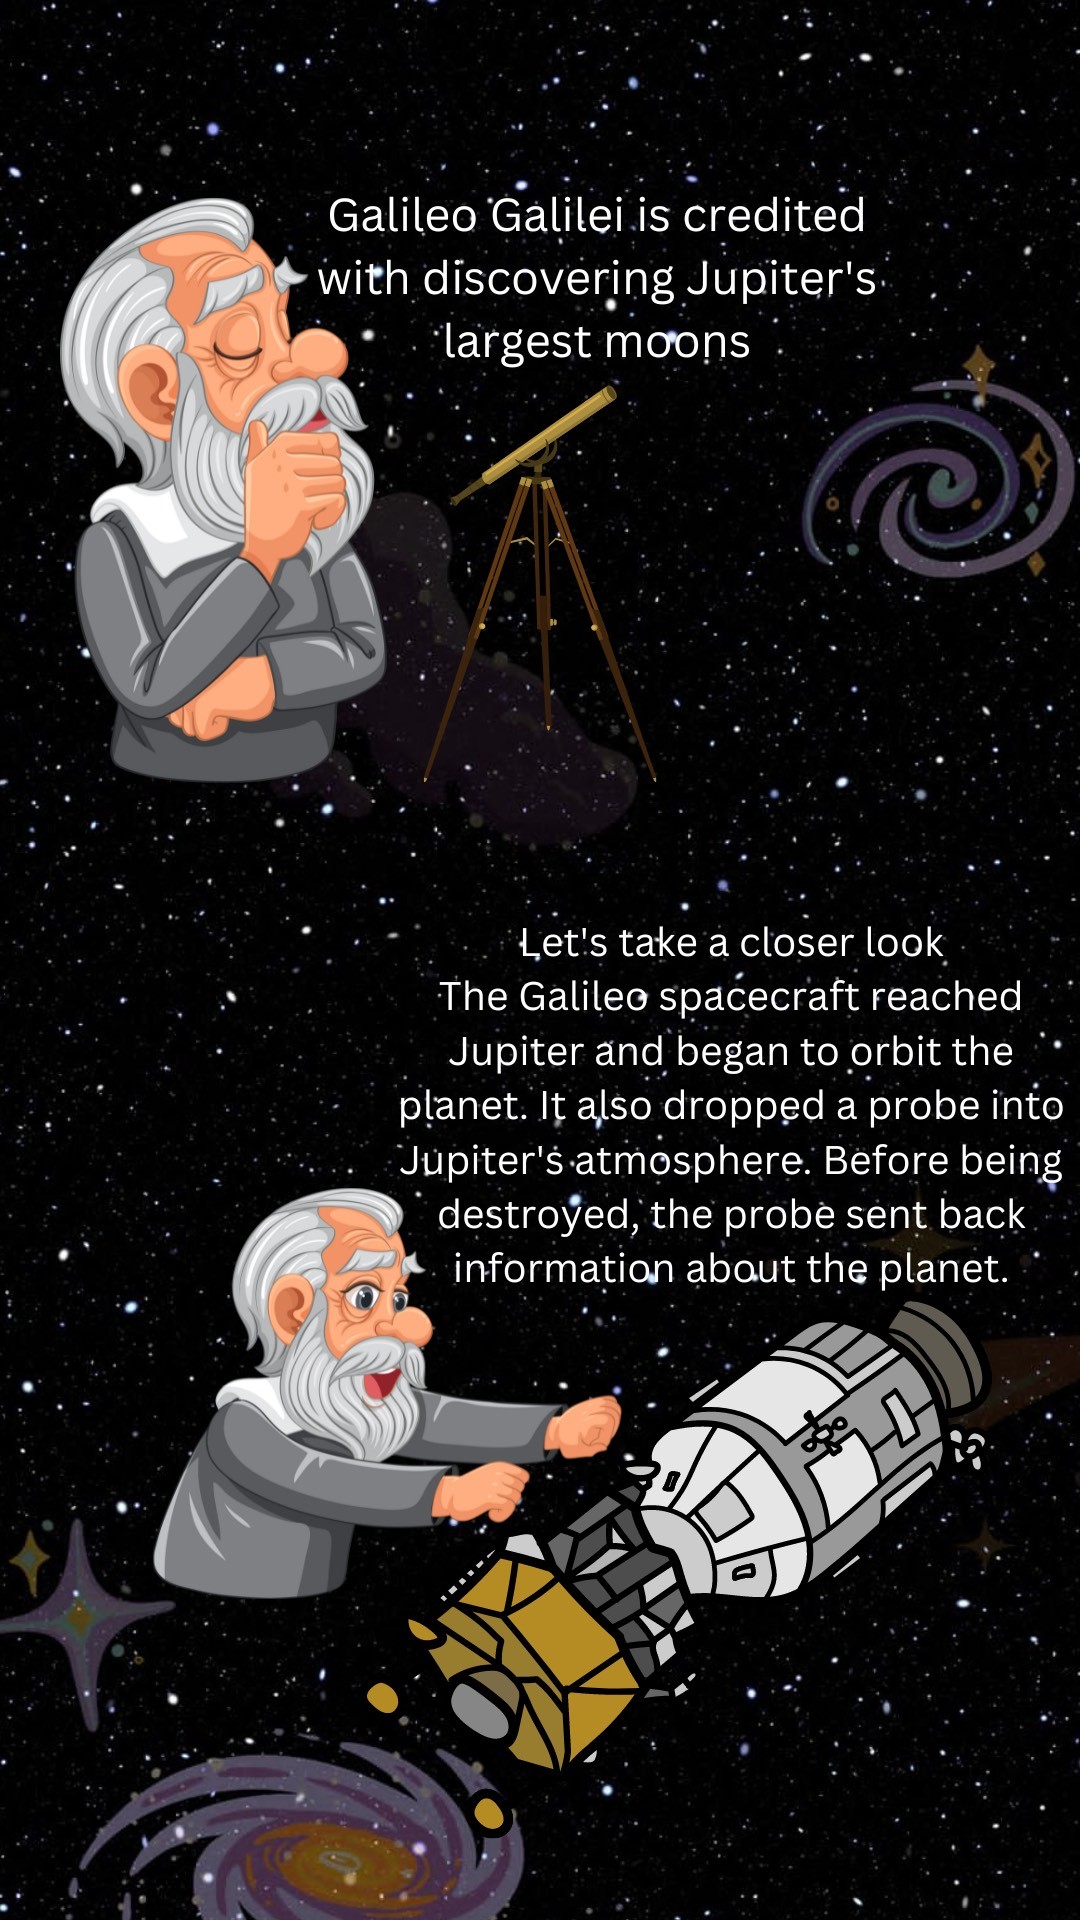 Galileo Galilei is credited
with discovering Jupiter's
largest moons
Let's take a closer look
The Galileo spacecraft reached
Jupiter and began to orbit the
planet. It also dropped a probe into
Jupiter's atmosphere. Before being
destroyed, the probe sent back
information about the planet.